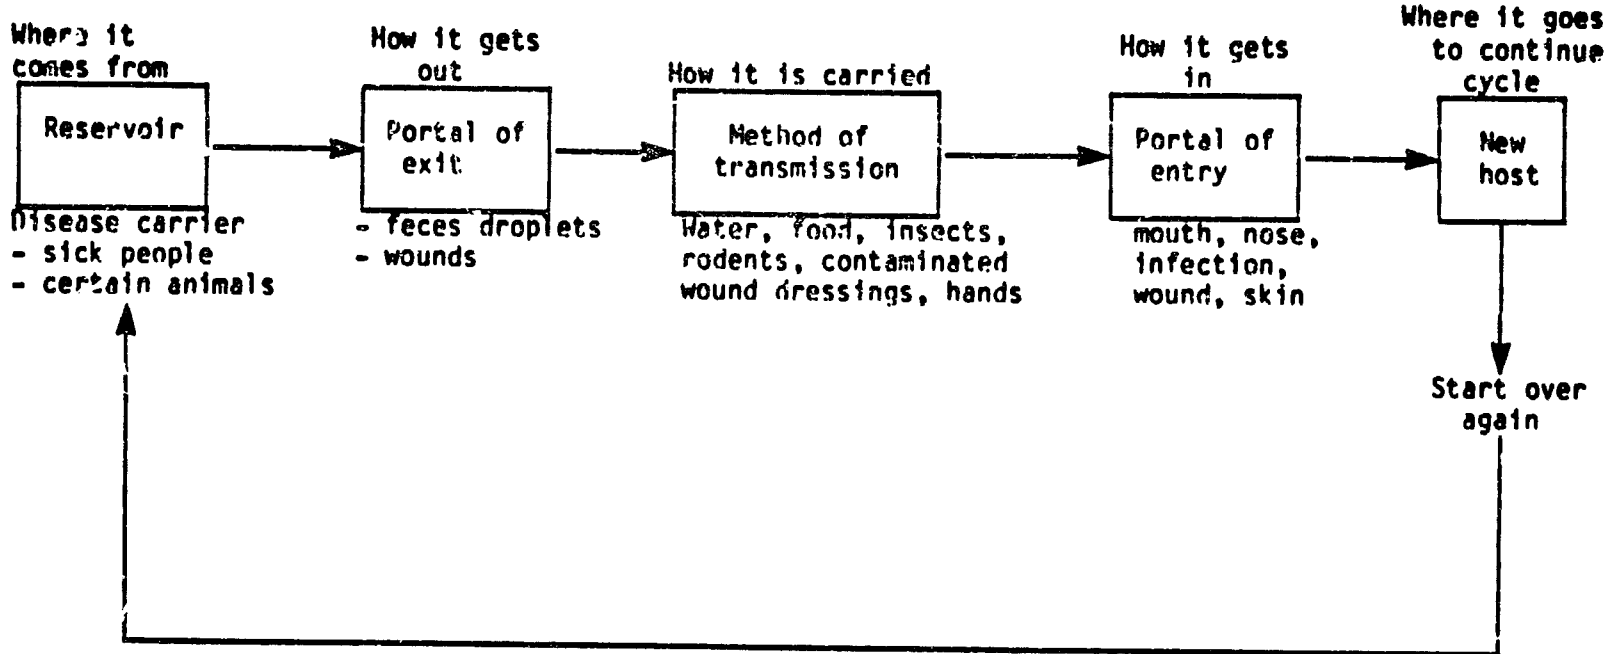 Where it
comes from
Reservoir
Disease carrier
- sick people
- certain animals
How it gets
out
Portal of
exit
- feces droplets
- wounds
How it is carried
Method of
transmission
Water, food, insects,
rodents, contaminated
wound dressings, hands
How it gets
in
Portal of
entry
mouth, nose,
infection,
wound, skin
Where it goes
to continue
cycle
New
host
Start over
again